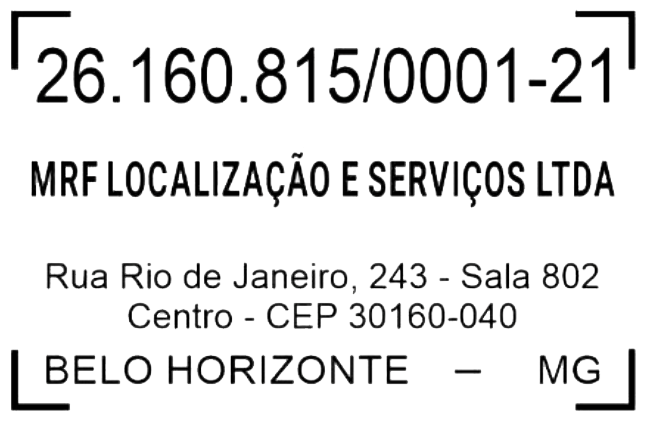 26.160.815/0001-21
MRF LOCALIZAÇÃO E SERVIÇOS LTDA
Rua Rio de Janeiro, 243 - Sala 802
Centro - CEP 30160-040
BELO HORIZONTE – MG